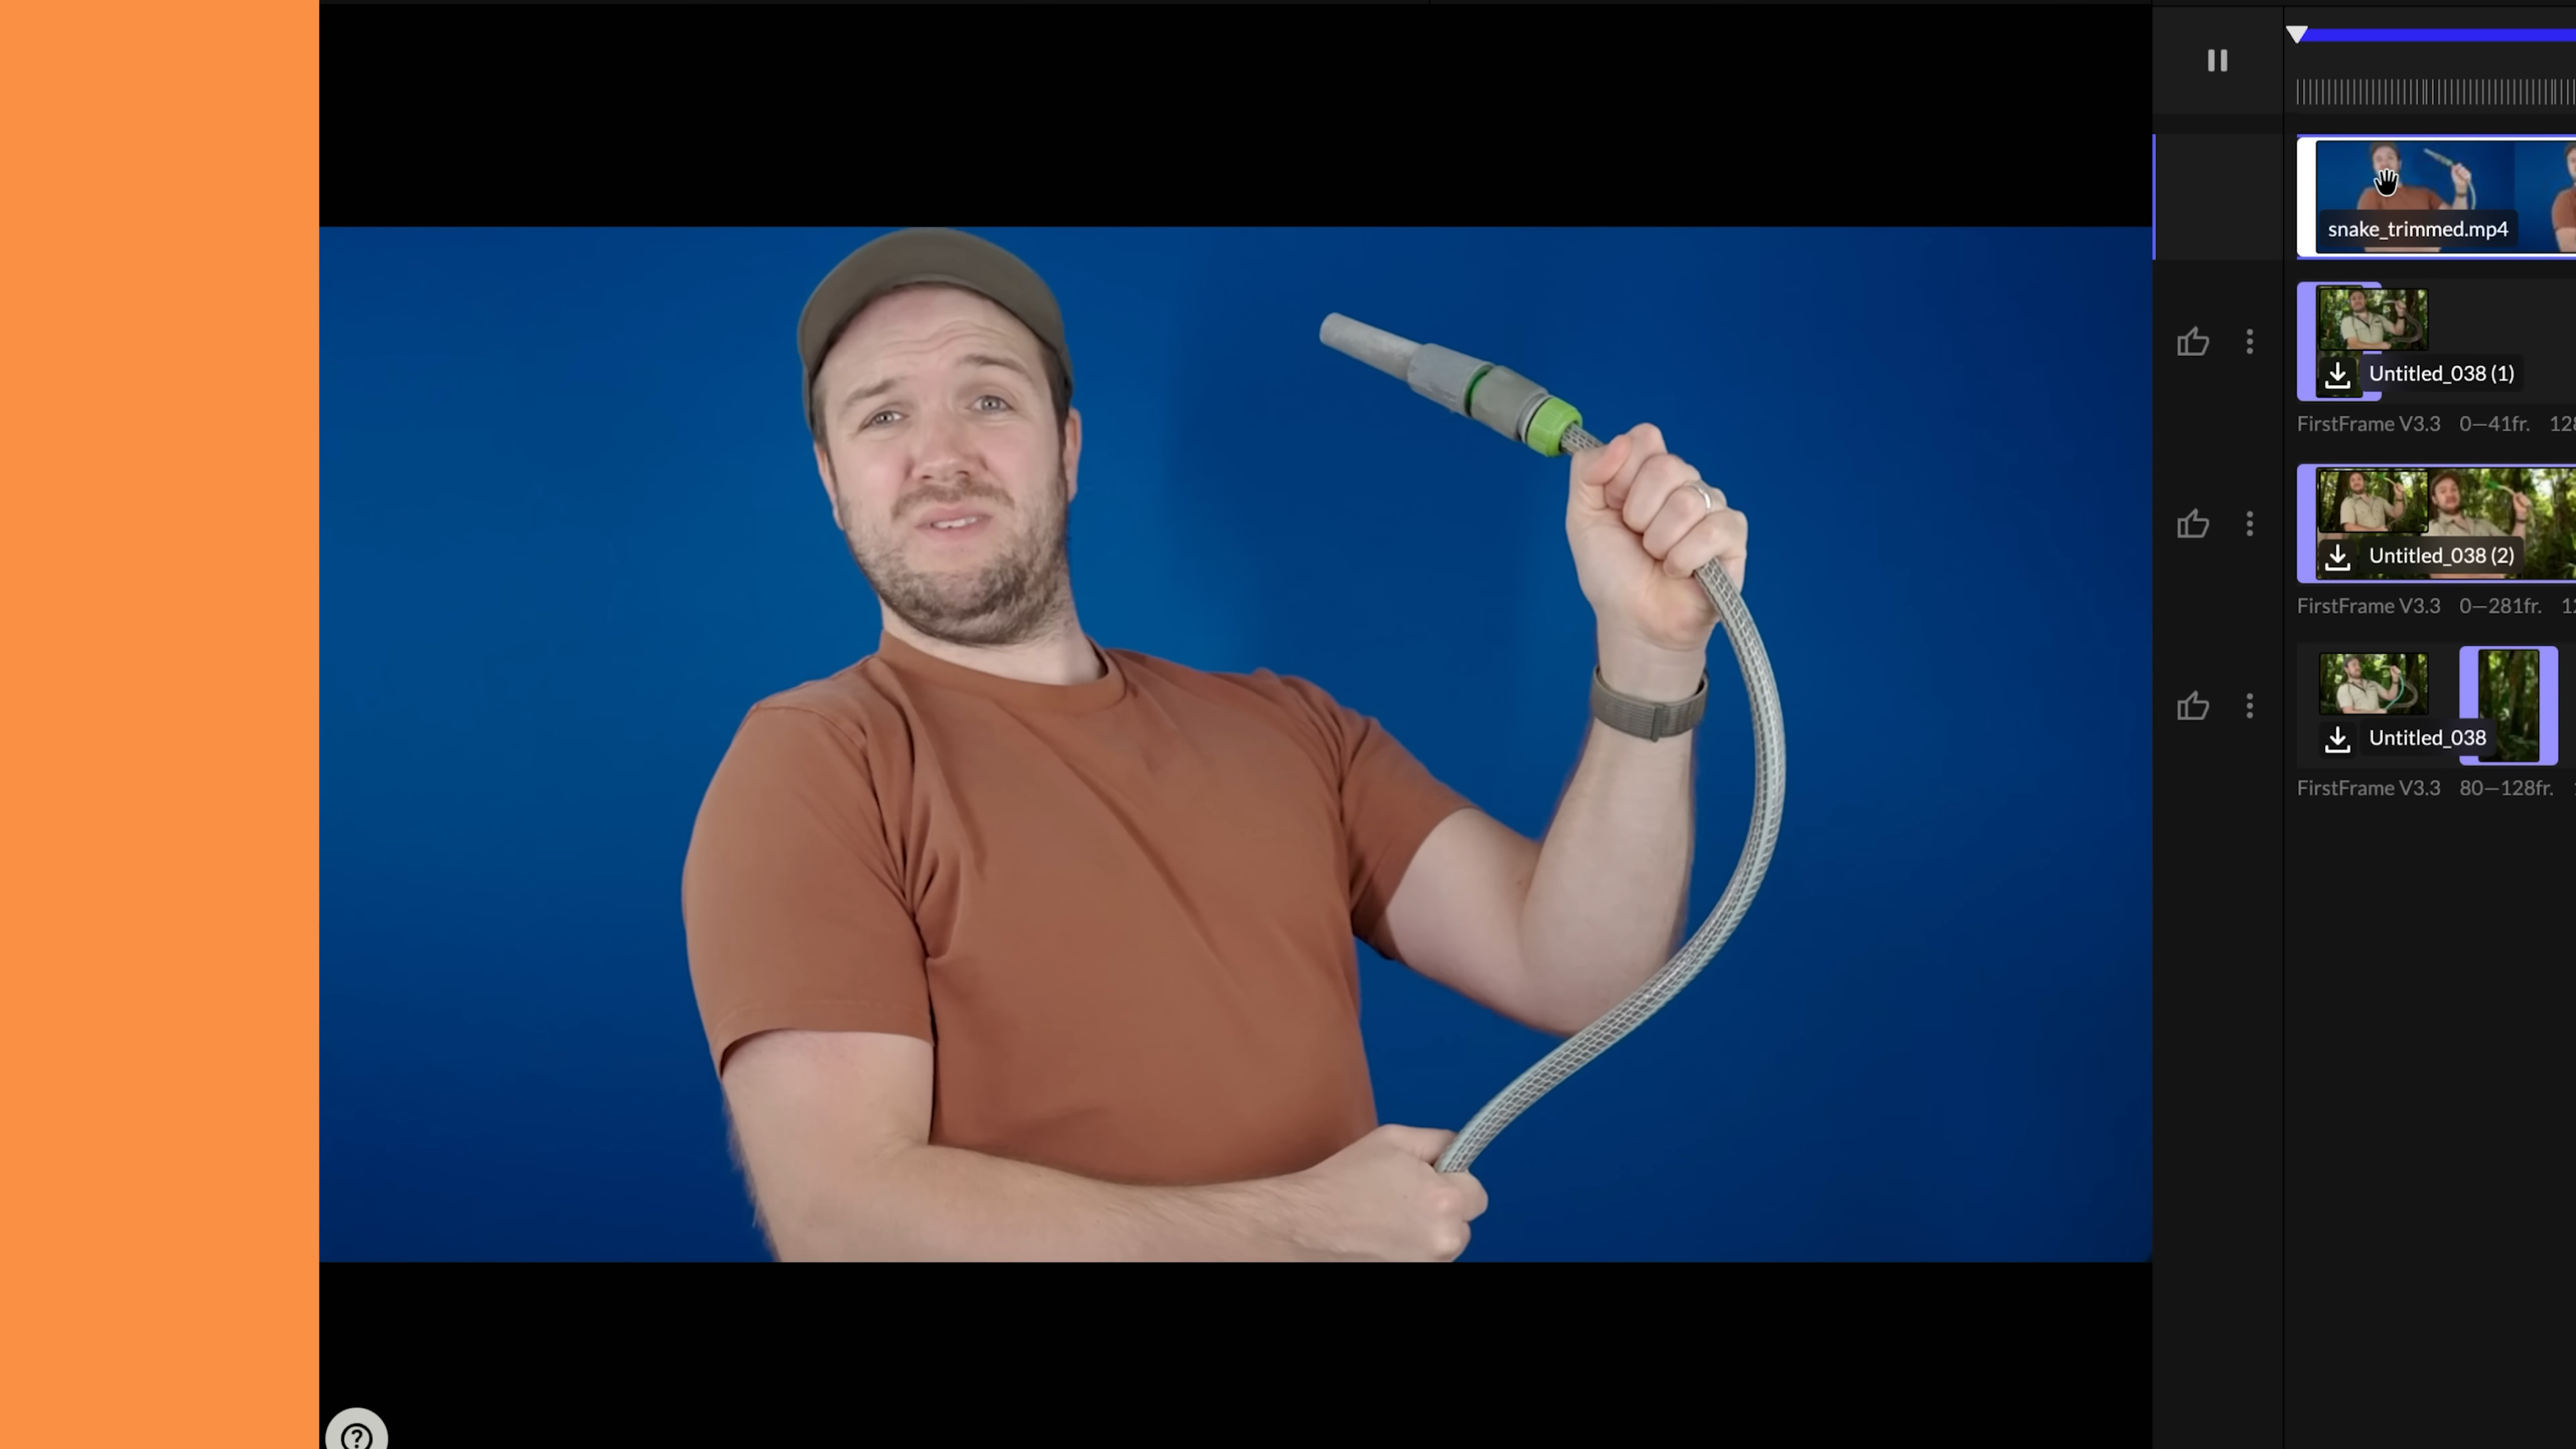 snake_trimmed.mp4
Untitled_038 (1)
FirstFrame V3.3 0—41fr.
Untitled_038 (2)
FirstFrame V3.3 0—281fr.
Untitled_038
FirstFrame V3.3 80—128fr.
?